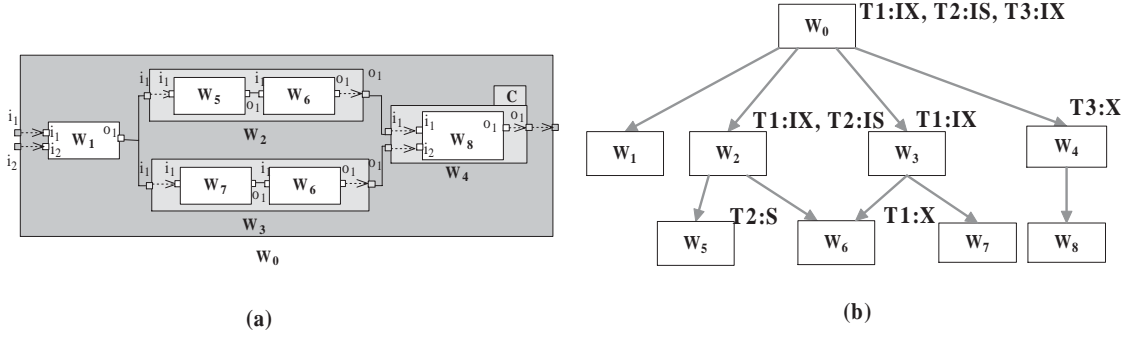 i1
i2
i1
i2
W1
o1
i1
i1
W5
o1
i1
W6
o1
o1
W2
i1
i1
W7
o1
i1
W6
o1
o1
W3
C
i1
i2
W8
o1
o1
W4
W0
(a)
T1:IX, T2:IS, T3:IX
W0
T1:IX, T2:IS
T1:IX
T3:X
W1
W2
W3
W4
T2:S
T1:X
W5
W6
W7
W8
(b)